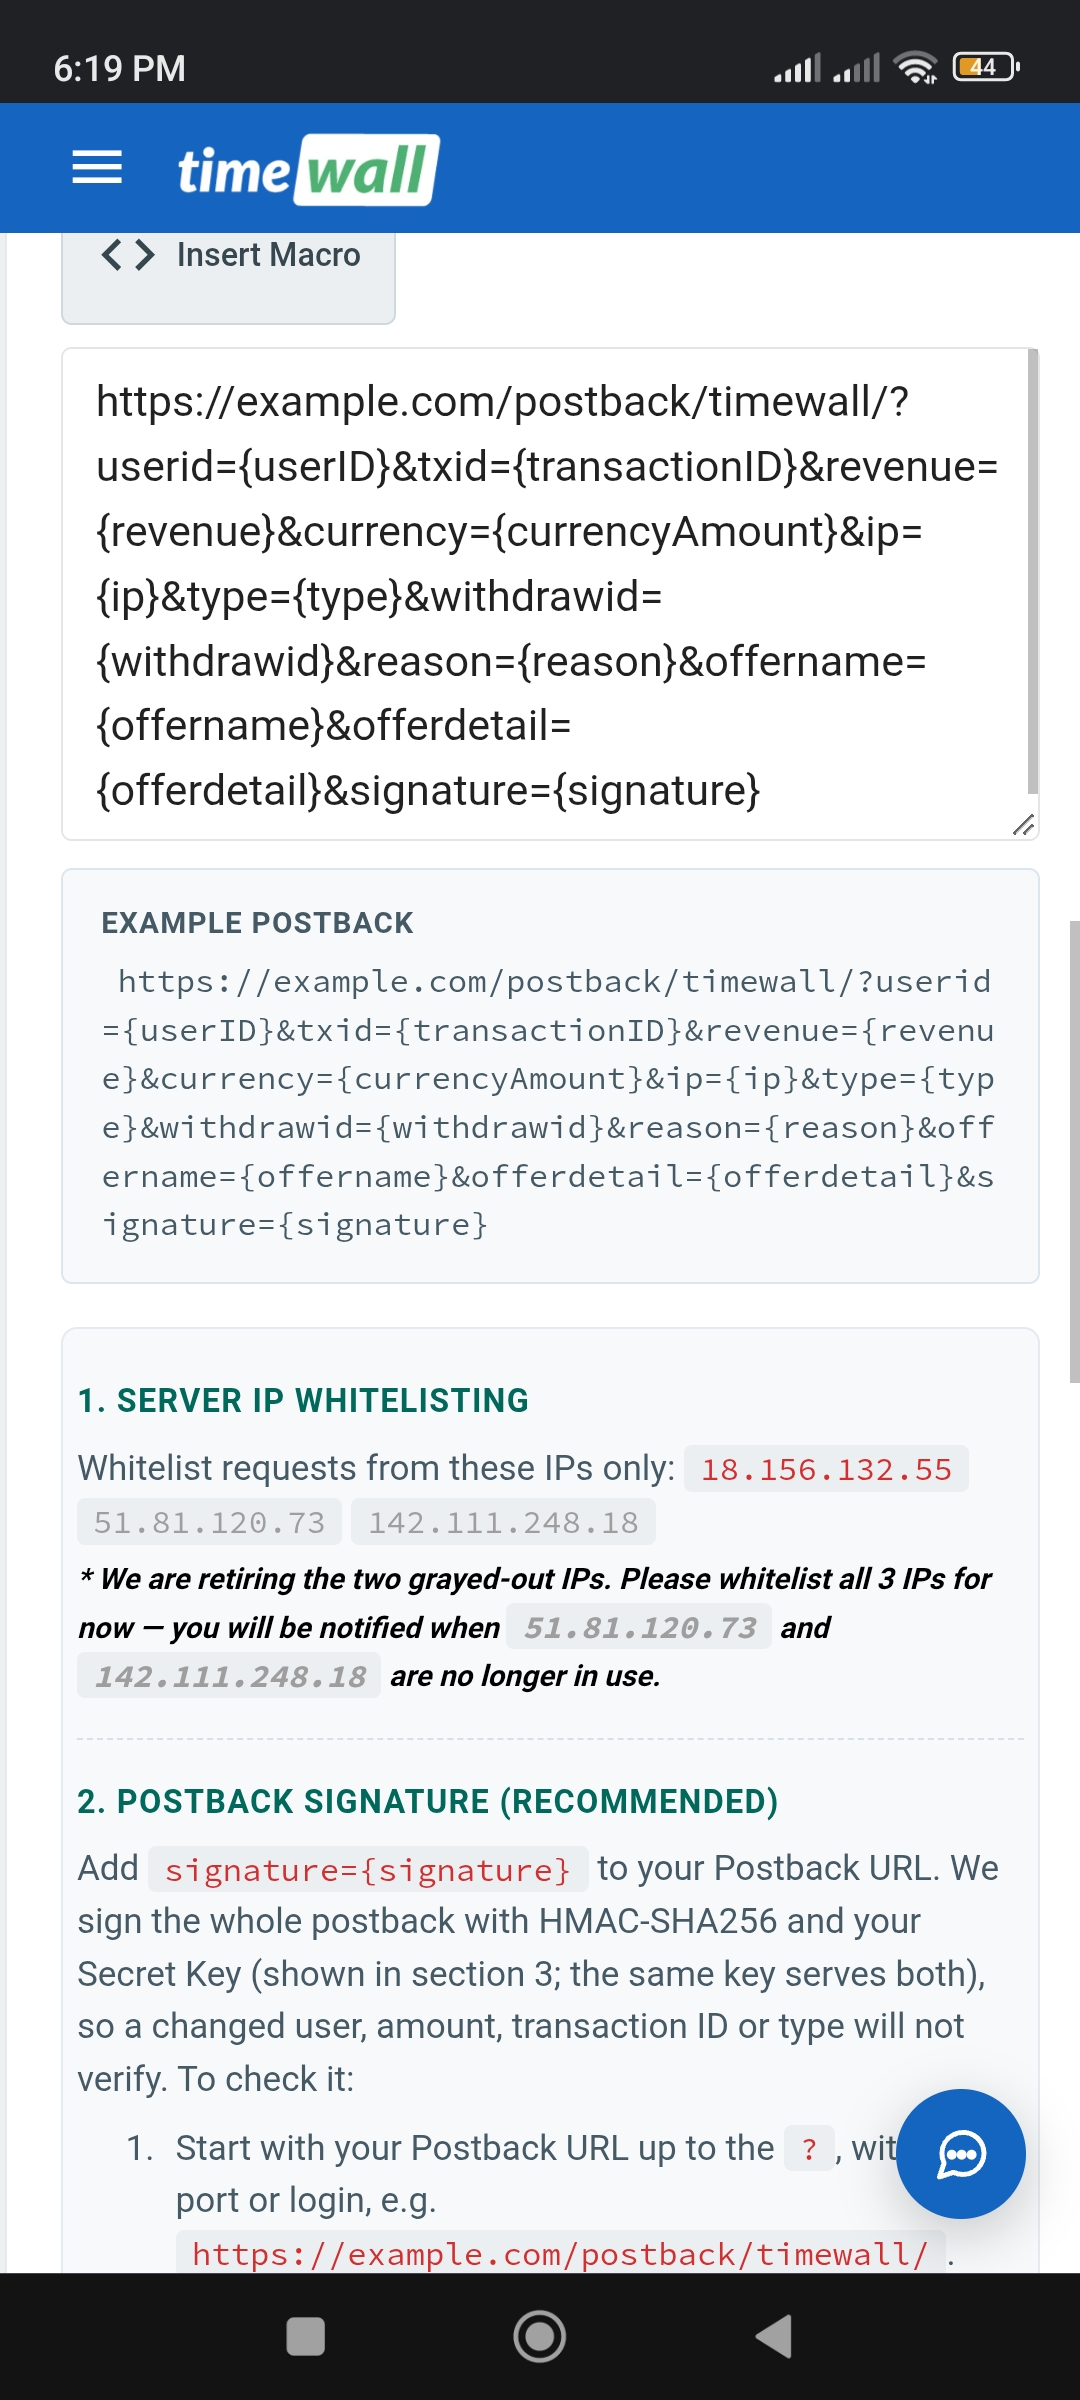 6:19 PM
44
time wall
Insert Macro
https://example.com/postback/timewall/?
userid={userID}&txid={transactionID}&revenue=
{revenue}&currency={currencyAmount}&ip=
{ip}&type={type}&withdrawid=
{withdrawid}&reason={reason}&offername=
{offername}&offerdetail=
{offerdetail}&signature={signature}
EXAMPLE POSTBACK
https://example.com/postback/timewall/?userid
={userID}&txid={transactionID}&revenue={revenu
e}&currency={currencyAmount}&ip={ip}&type={typ
e}&withdrawid={withdrawid}&reason={reason}&off
ername={offername}&offerdetail={offerdetail}&s
ignature={signature}
1. SERVER IP WHITELISTING
Whitelist requests from these IPs only: 18.156.132.55
51.81.120.73 142.111.248.18
* We are retiring the two grayed-out IPs. Please whitelist all 3 IPs for
now — you will be notified when 51.81.120.73 and
142.111.248.18 are no longer in use.
2. POSTBACK SIGNATURE (RECOMMENDED)
Add signature={signature} to your Postback URL. We
sign the whole postback with HMAC-SHA256 and your
Secret Key (shown in section 3; the same key serves both),
so a changed user, amount, transaction ID or type will not
verify. To check it:
1. Start with your Postback URL up to the ?, wit
port or login, e.g.
https://example.com/postback/timewall/ .